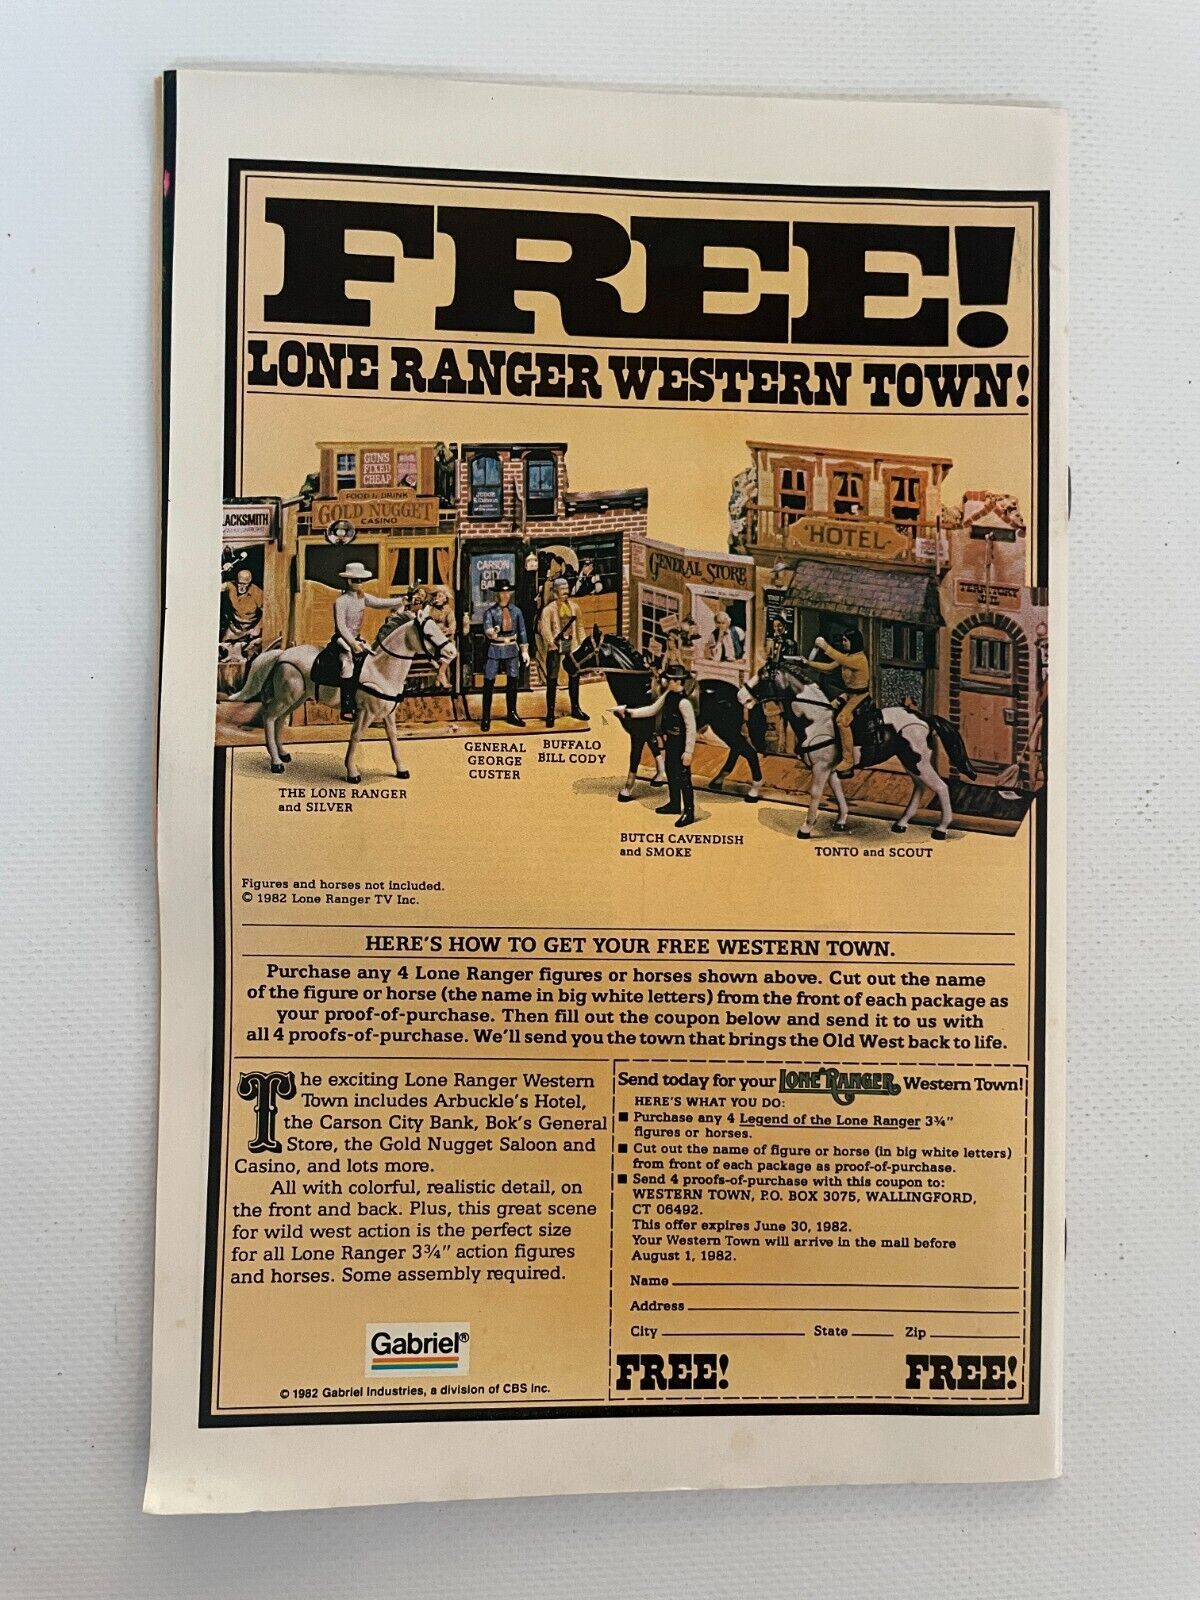 FREE!
LONE RANGER WESTERN TOWN!
GUNS
FIXED
CHEAP
FOOD & DRINK
GOLD NUGGET
CASINO
LACKSMITH
CARSON
CITY
BA
GENERAL STORE
HOTEL
TERRITORY
JAIL
GENERAL
GEORGE
CUSTER
BUFFALO
BILL CODY
THE LONE RANGER
and SILVER
BUTCH CAVENDISH
and SMOKE
TONTO and SCOUT
Figures and horses not included.
© 1982 Lone Ranger TV Inc.
HERE'S HOW TO GET YOUR FREE WESTERN TOWN.
Purchase any 4 Lone Ranger figures or horses shown above. Cut out the name
of the figure or horse (the name in big white letters) from the front of each package as
your proof-of-purchase. Then fill out the coupon below and send it to us with
all 4 proofs-of-purchase. We'll send you the town that brings the Old West back to life.
The exciting Lone Ranger Western
Town includes Arbuckle's Hotel,
the Carson City Bank, Bok's General
Store, the Gold Nugget Saloon and
Casino, and lots more.
All with colorful, realistic detail, on
the front and back. Plus, this great scene
for wild west action is the perfect size
for all Lone Ranger 3¾" action figures
and horses. Some assembly required.
Gabriel®
© 1982 Gabriel Industries, a division of CBS Inc.
Send today for your LONE RANGER Western Town!
HERE'S WHAT YOU DO:
■ Purchase any 4 Legend of the Lone Ranger 3¾"
figures or horses.
■ Cut out the name of figure or horse (in big white letters)
from front of each package as proof-of-purchase.
■ Send 4 proofs-of-purchase with this coupon to:
WESTERN TOWN, P.O. BOX 3075, WALLINGFORD,
CT 06492.
This offer expires June 30, 1982.
Your Western Town will arrive in the mail before
August 1, 1982.
Name
Address
City State Zip
FREE! FREE!